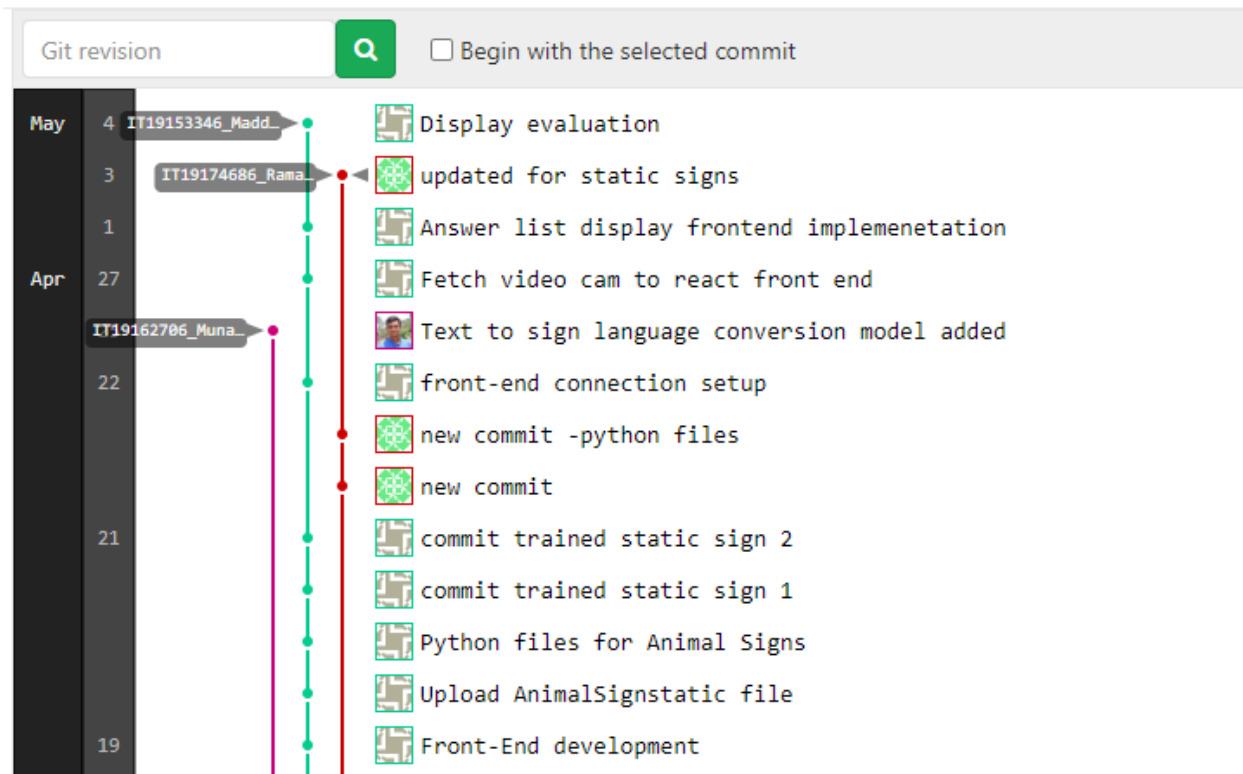 Git revision
Begin with the selected commit
May 4 IT19153346_Madd… Display evaluation
3 IT19174686_Rama… updated for static signs
1 Answer list display frontend implemenetation
Apr 27 Fetch video cam to react front end
IT19162706_Muna… Text to sign language conversion model added
22 front-end connection setup
new commit -python files
new commit
21 commit trained static sign 2
commit trained static sign 1
Python files for Animal Signs
Upload AnimalSignstatic file
19 Front-End development